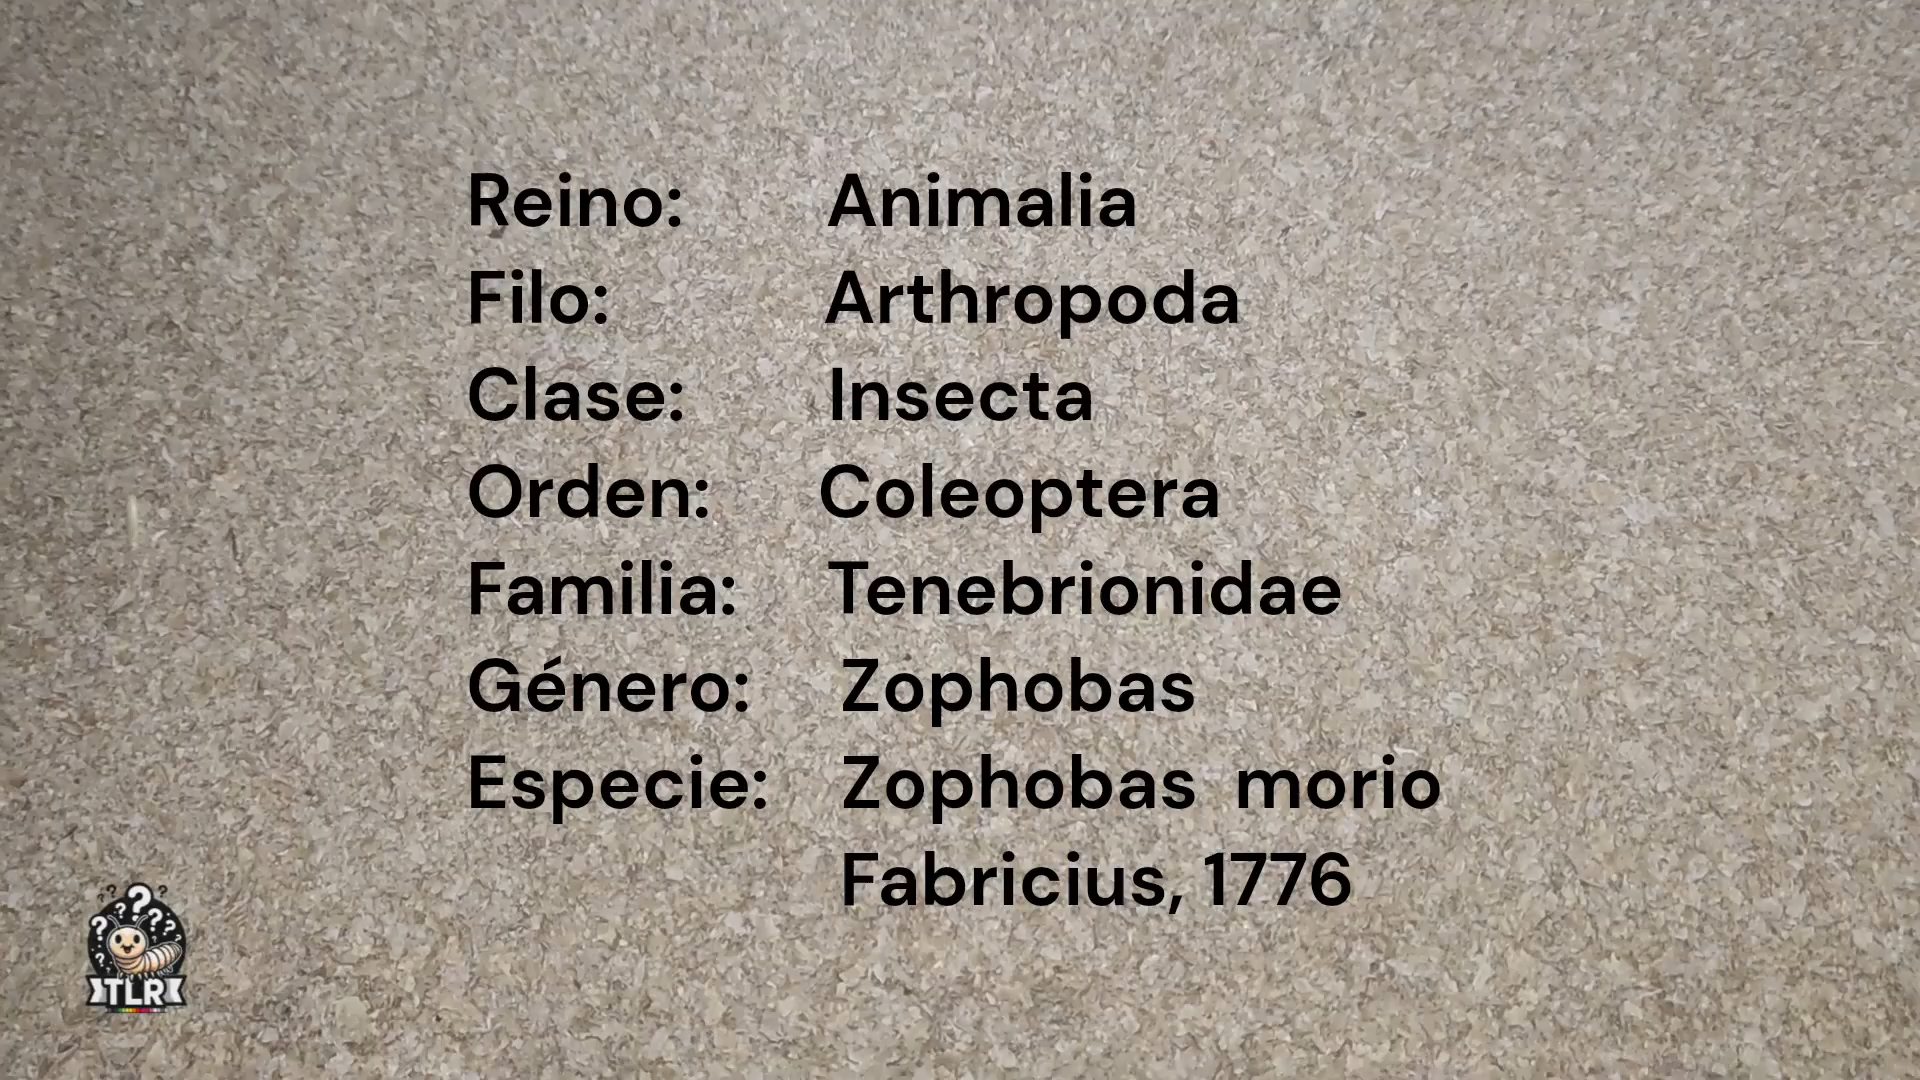 Reino: Animalia
Filo: Arthropoda
Clase: Insecta
Orden: Coleoptera
Familia: Tenebrionidae
Género: Zophobas
Especie: Zophobas morio
Fabricius, 1776
? ? ? ? ? ? ? ? ?
TLR